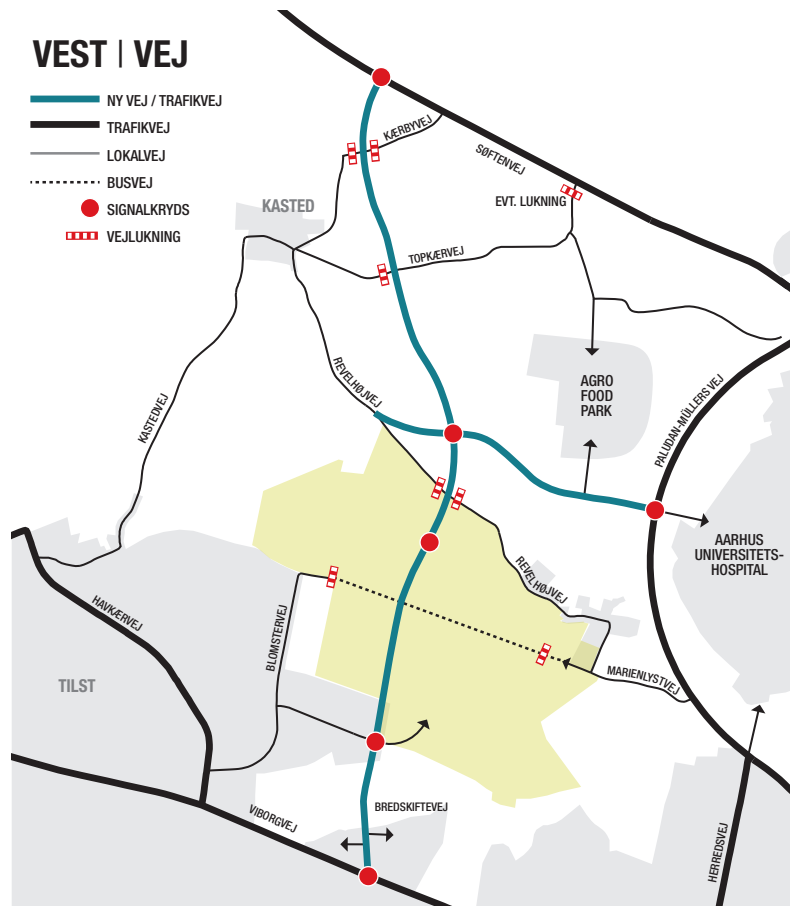 VEST | VEJ
NY VEJ / TRAFIKVEJ
TRAFIKVEJ
LOKALVEJ
BUSVEJ
SIGNALKRYDS
VEJLUKNING
KÆRBYVEJ
SØFTENVEJ
EVT. LUKNING
KASTED
TOPKÆRVEJ
REVELHØJVEJ
KASTEDVEJ
AGRO
FOOD
PARK
PALUDAN-MÜLLERS VEJ
AARHUS
UNIVERSITETS-
HOSPITAL
REVELHØJVEJ
HAVKÆRVEJ
BLOMSTERVEJ
TILST
MARIENLYSTVEJ
BREDSKIFTEVEJ
VIBORGVEJ
HERREDSVEJ